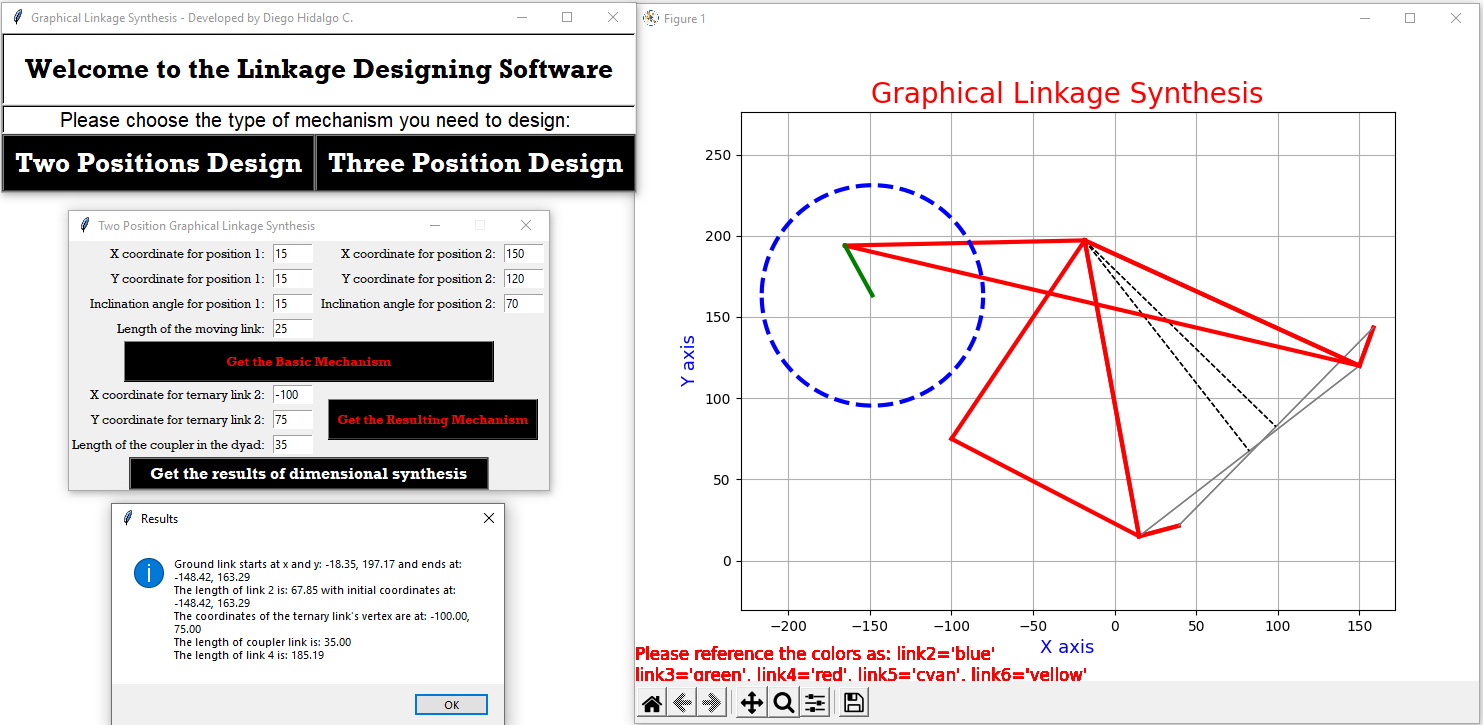 Graphical Linkage Synthesis - Developed by Diego Hidalgo C.
Welcome to the Linkage Designing Software
Please choose the type of mechanism you need to design:
Two Positions Design
Three Position Design
Two Position Graphical Linkage Synthesis
X coordinate for position 1: 15
X coordinate for position 2: 150
Y coordinate for position 1: 15
Y coordinate for position 2: 120
Inclination angle for position 1: 15
Inclination angle for position 2: 70
Length of the moving link: 25
Get the Basic Mechanism
X coordinate for ternary link 2: -100
Y coordinate for ternary link 2: 75
Length of the coupler in the dyad: 35
Get the Resulting Mechanism
Get the results of dimensional synthesis
Results
Ground link starts at x and y: -18.35, 197.17 and ends at:
-148.42, 163.29
The length of link 2 is: 67.85 with initial coordinates at:
-148.42, 163.29
The coordinates of the ternary link's vertex are at: -100.00,
75.00
The length of coupler link is: 35.00
The length of link 4 is: 185.19
OK
Figure 1
Graphical Linkage Synthesis
Y axis
250
200
150
100
50
0
−200
−150
−100
−50
0
50
100
150
X axis
Please reference the colors as: link2='blue'
link3='green', link4='red', link5='cyan', link6='yellow'